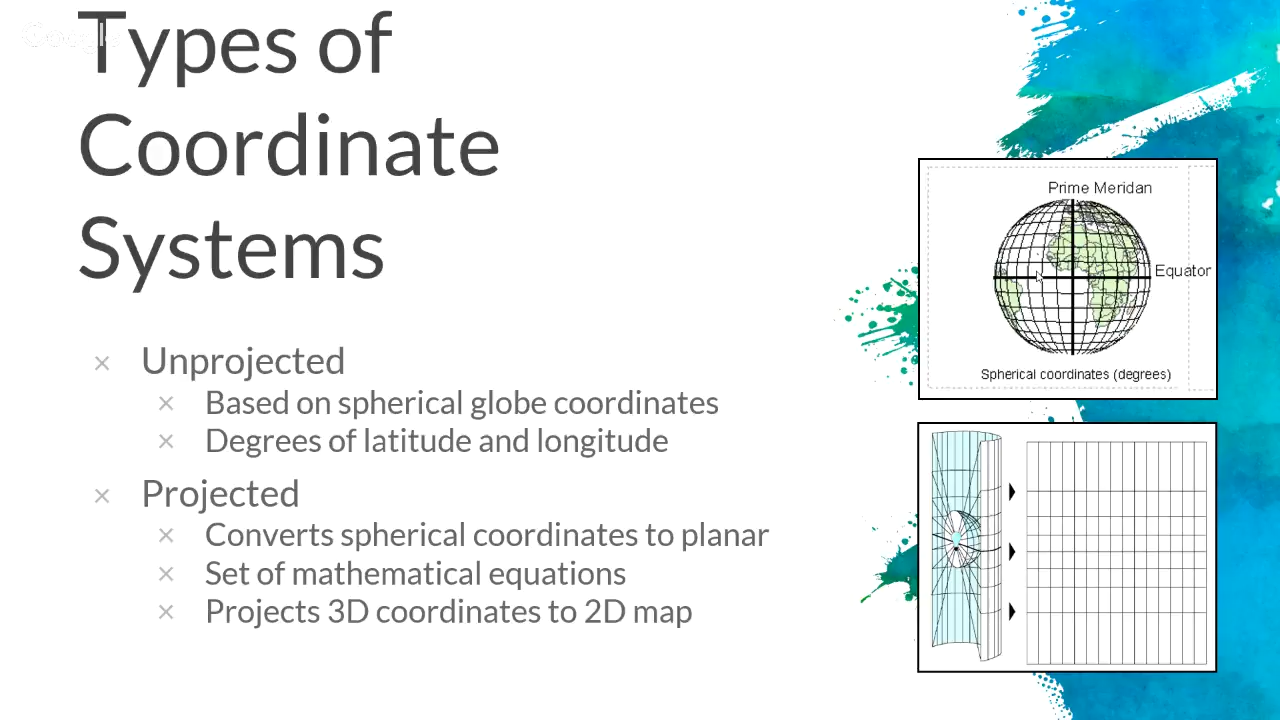 Google
Types of
Coordinate
Systems
× Unprojected
× Based on spherical globe coordinates
× Degrees of latitude and longitude
× Projected
× Converts spherical coordinates to planar
× Set of mathematical equations
× Projects 3D coordinates to 2D map
Prime Meridan
Equator
Spherical coordinates (degrees)